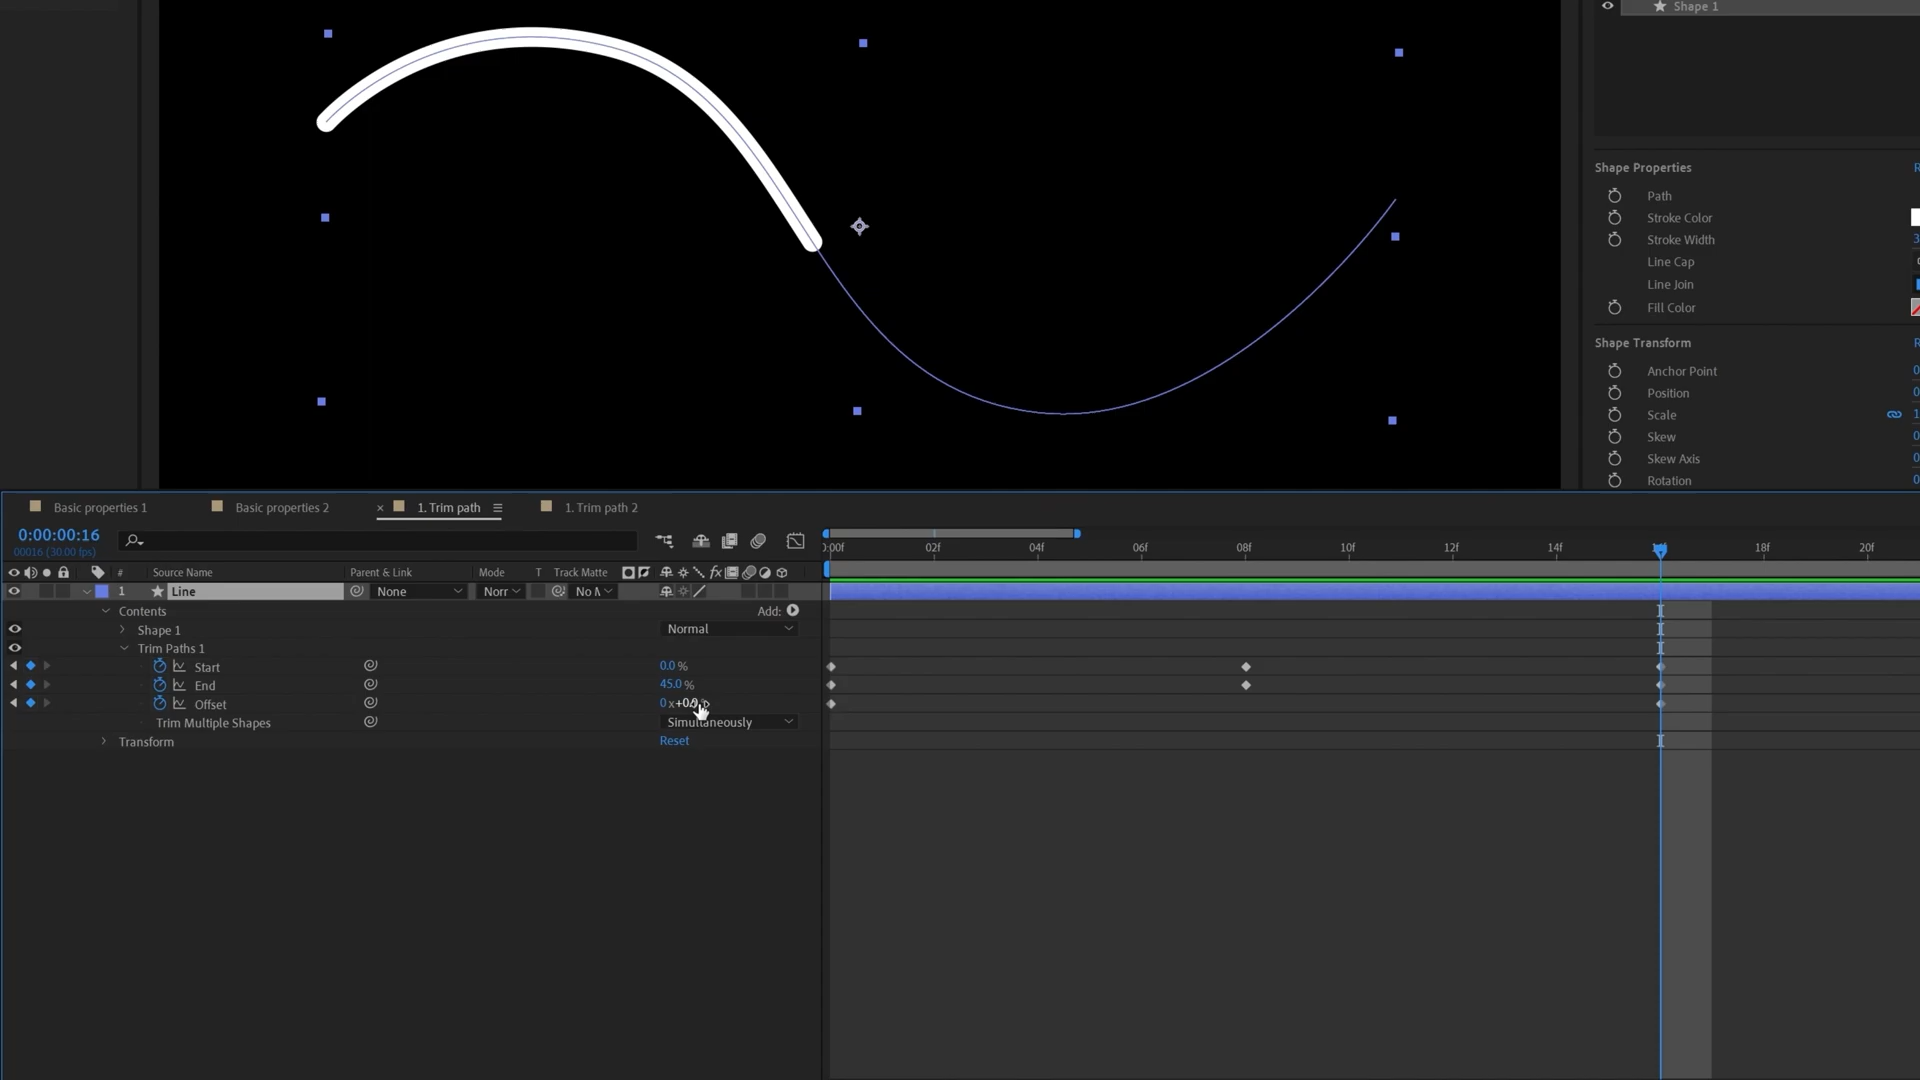 Shape 1
Shape Properties
Path
Stroke Color
Stroke Width
Line Cap
Line Join
Fill Color
Shape Transform
Anchor Point
Position
Scale
Skew
Skew Axis
Rotation
Basic properties 1
Basic properties 2
× 1. Trim path
1. Trim path 2
0:00:00:16
00016 (30.00 fps)
# Source Name Parent & Link Mode T Track Matte fx
0:00f 02f 04f 06f 08f 10f 12f 14f 18f 20f
1 Line None Norr No M
Contents Add:
Shape 1 Normal
Trim Paths 1
Start 0.0 %
End 45.0 %
Offset 0 x
Trim Multiple Shapes Simultaneously
Transform Reset